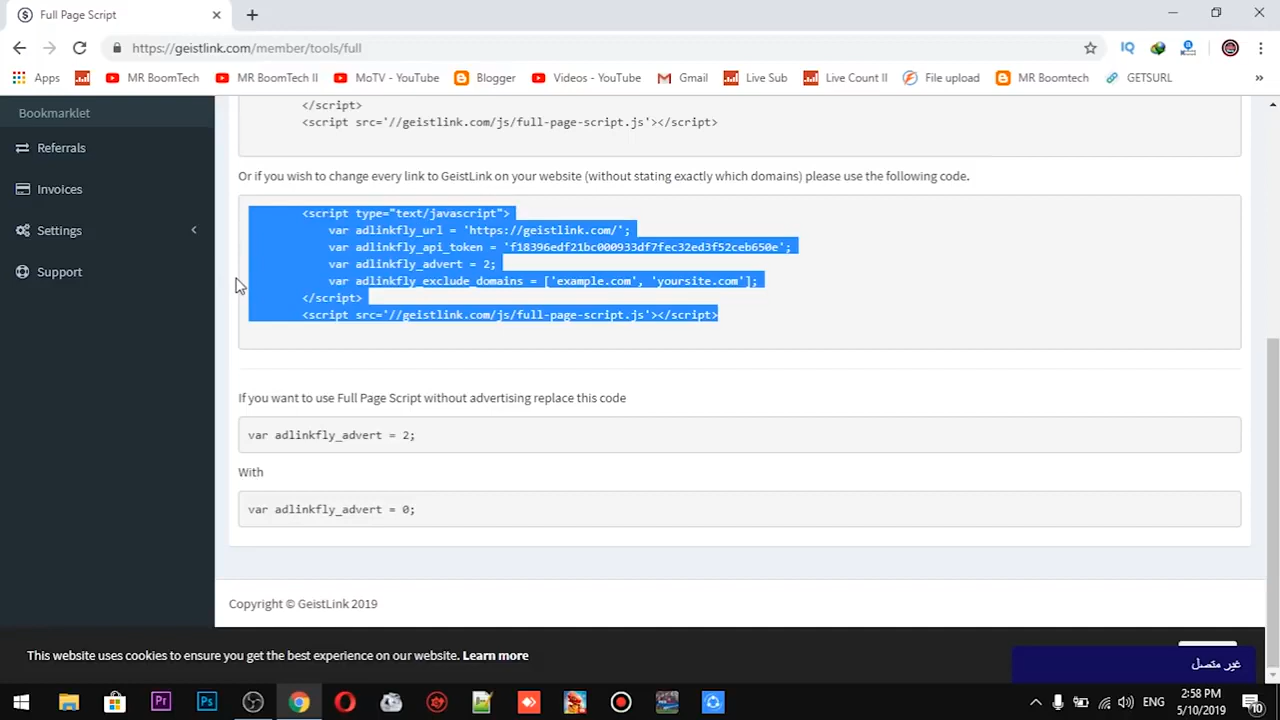 Full Page Script
https://geistlink.com/member/tools/full
Apps
MR BoomTech
MR BoomTech II
MoTV - YouTube
Blogger
Videos - YouTube
Gmail
Live Sub
Live Count II
File upload
MR Boomtech
GETSURL
»
Bookmarklet
Referrals
Invoices
Settings
Support
</script>
<script src='//geistlink.com/js/full-page-script.js'></script>
Or if you wish to change every link to GeistLink on your website (without stating exactly which domains) please use the following code.
<script type="text/javascript">
var adlinkfly_url = 'https://geistlink.com/';
var adlinkfly_api_token = 'f18396edf21bc000933df7fec32ed3f52ceb650e';
var adlinkfly_advert = 2;
var adlinkfly_exclude_domains = ['example.com', 'yoursite.com'];
</script>
<script src='//geistlink.com/js/full-page-script.js'></script>
If you want to use Full Page Script without advertising replace this code
var adlinkfly_advert = 2;
With
var adlinkfly_advert = 0;
Copyright © GeistLink 2019
This website uses cookies to ensure you get the best experience on our website. Learn more
غير متصل
Pr
Ps
ENG
2:58 PM
5/10/2019
10